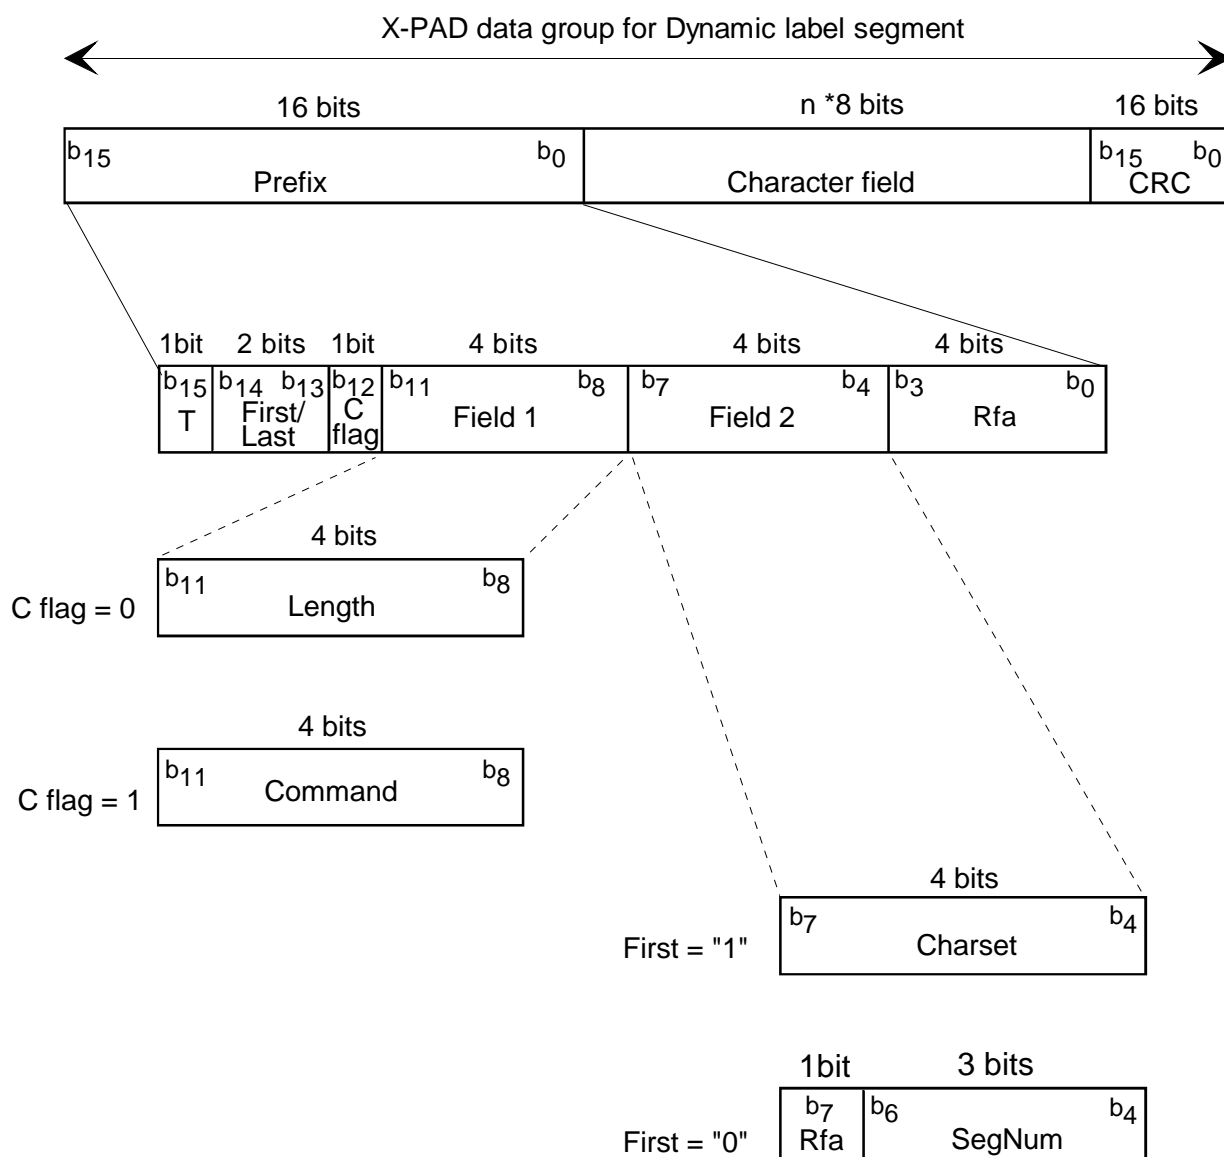 X-PAD data group for Dynamic label segment
16 bits n *8 bits 16 bits
b15 b0 b15 b0
Prefix Character field CRC
1bit 2 bits 1bit 4 bits 4 bits 4 bits
b15 b14 b13 b12 b11 b8 b7 b4 b3 b0
T First/ C Field 1 Field 2 Rfa
Last flag
4 bits
b11 b8
C flag = 0 Length
4 bits
b11 b8
C flag = 1 Command
4 bits
b7 b4
First = "1" Charset
1bit 3 bits
b7 b6 b4
First = "0" Rfa SegNum